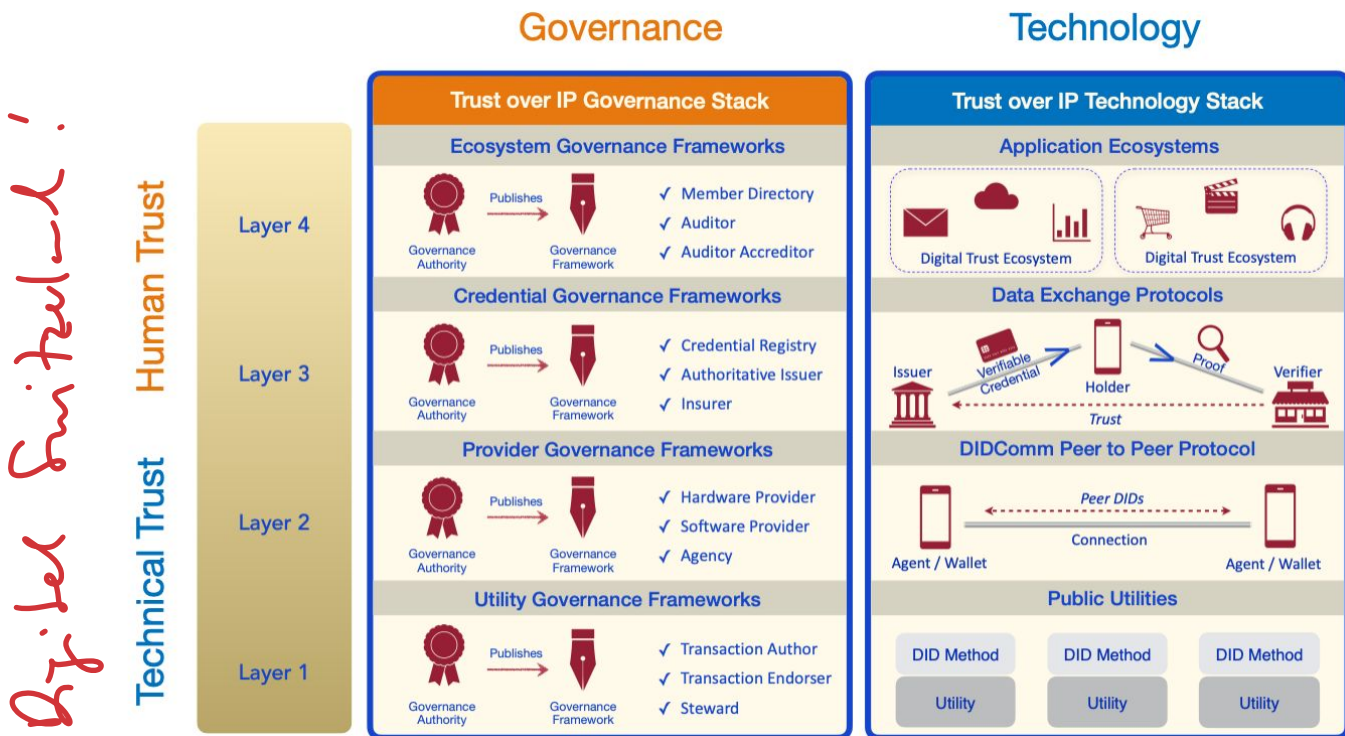 Governance
Technology
Digital Switzerland!
Human Trust
Technical Trust
Layer 4
Layer 3
Layer 2
Layer 1
Trust over IP Governance Stack
Ecosystem Governance Frameworks
Publishes
Governance Authority
Governance Framework
✓ Member Directory
✓ Auditor
✓ Auditor Accreditor
Credential Governance Frameworks
Publishes
Governance Authority
Governance Framework
✓ Credential Registry
✓ Authoritative Issuer
✓ Insurer
Provider Governance Frameworks
Publishes
Governance Authority
Governance Framework
✓ Hardware Provider
✓ Software Provider
✓ Agency
Utility Governance Frameworks
Publishes
Governance Authority
Governance Framework
✓ Transaction Author
✓ Transaction Endorser
✓ Steward
Trust over IP Technology Stack
Application Ecosystems
Digital Trust Ecosystem
Digital Trust Ecosystem
Data Exchange Protocols
Issuer
Verifiable
Credential
Holder
Proof
Verifier
Trust
DIDComm Peer to Peer Protocol
Peer DIDs
Connection
Agent / Wallet
Agent / Wallet
Public Utilities
DID Method
DID Method
DID Method
Utility
Utility
Utility